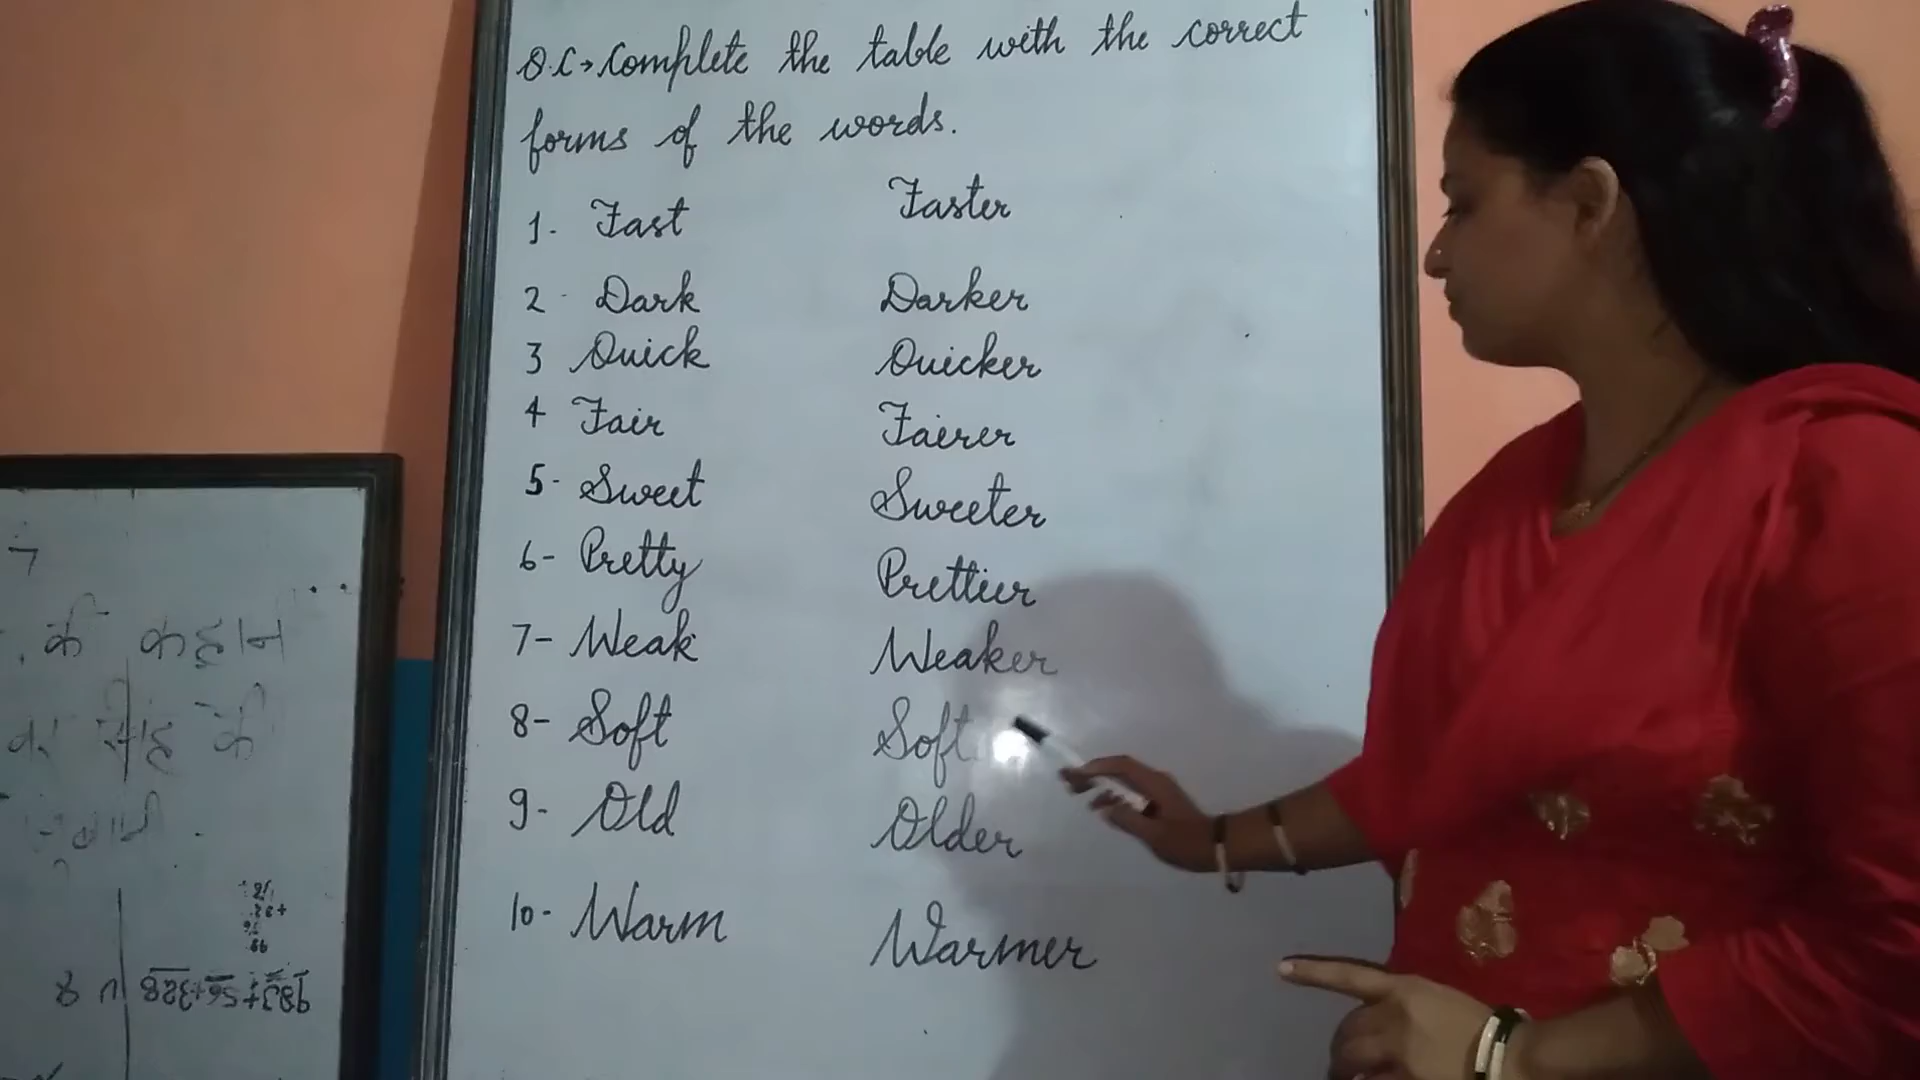 Q.C→Complete the table with the correct
forms of the words.
1- Fast Faster
2- Dark Darker
3 Quick Quicker
4 Fair Fairer
5- Sweet Sweeter
6- Pretty Prettier
7- Weak Weaker
8- Soft Soft
9- Old Older
10- Warm Warmer